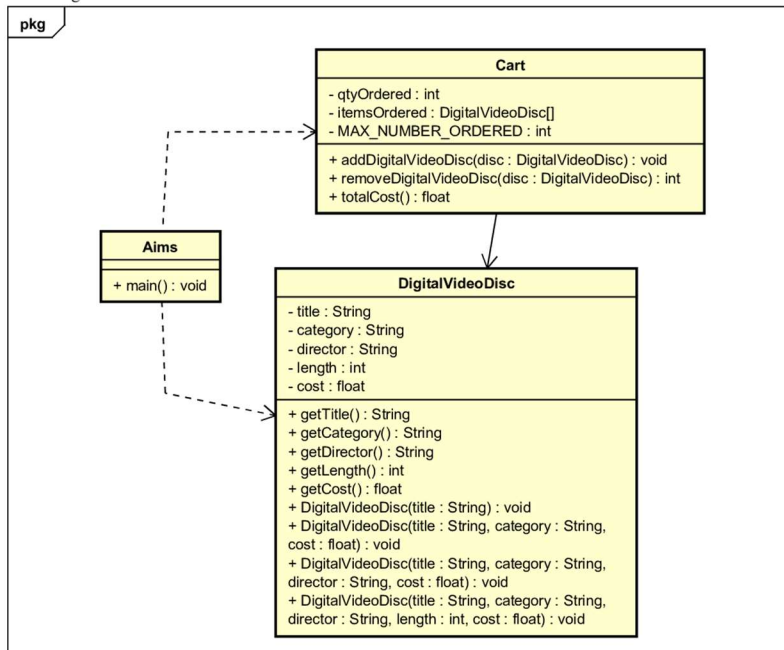 pkg
Cart
- qtyOrdered : int
- itemsOrdered : DigitalVideoDisc[]
- MAX_NUMBER_ORDERED : int
+ addDigitalVideoDisc(disc : DigitalVideoDisc) : void
+ removeDigitalVideoDisc(disc : DigitalVideoDisc) : int
+ totalCost() : float
Aims
+ main() : void
DigitalVideoDisc
- title : String
- category : String
- director : String
- length : int
- cost : float
+ getTitle() : String
+ getCategory() : String
+ getDirector() : String
+ getLength() : int
+ getCost() : float
+ DigitalVideoDisc(title : String) : void
+ DigitalVideoDisc(title : String, category : String,
cost : float) : void
+ DigitalVideoDisc(title : String, category : String,
director : String, cost : float) : void
+ DigitalVideoDisc(title : String, category : String,
director : String, length : int, cost : float) : void